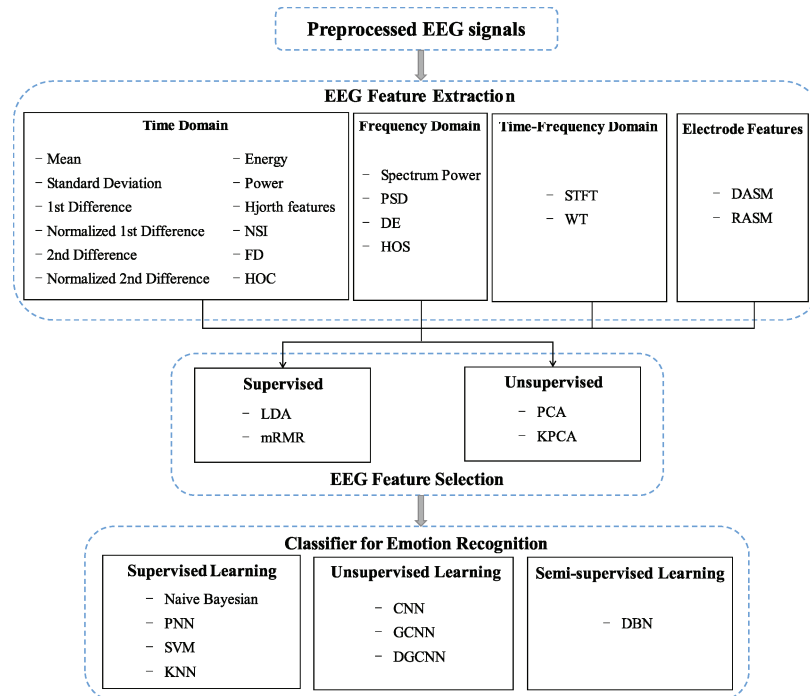 Preprocessed EEG signals
EEG Feature Extraction
Time Domain
− Mean
− Standard Deviation
− 1st Difference
− Normalized 1st Difference
− 2nd Difference
− Normalized 2nd Difference
− Energy
− Power
− Hjorth features
− NSI
− FD
− HOC
Frequency Domain
− Spectrum Power
− PSD
− DE
− HOS
Time-Frequency Domain
− STFT
− WT
Electrode Features
− DASM
− RASM
Supervised
− LDA
− mRMR
Unsupervised
− PCA
− KPCA
EEG Feature Selection
Classifier for Emotion Recognition
Supervised Learning
− Naive Bayesian
− PNN
− SVM
− KNN
Unsupervised Learning
− CNN
− GCNN
− DGCNN
Semi-supervised Learning
− DBN